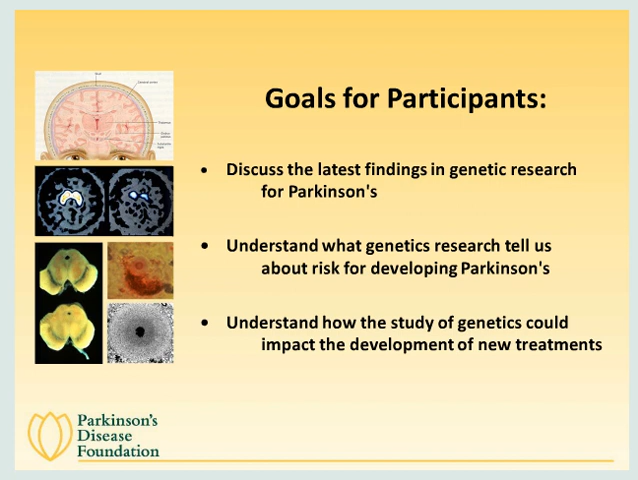 Goals for Participants:
• Discuss the latest findings in genetic research
for Parkinson's
• Understand what genetics research tell us
about risk for developing Parkinson's
• Understand how the study of genetics could
impact the development of new treatments
Parkinson's
Disease
Foundation